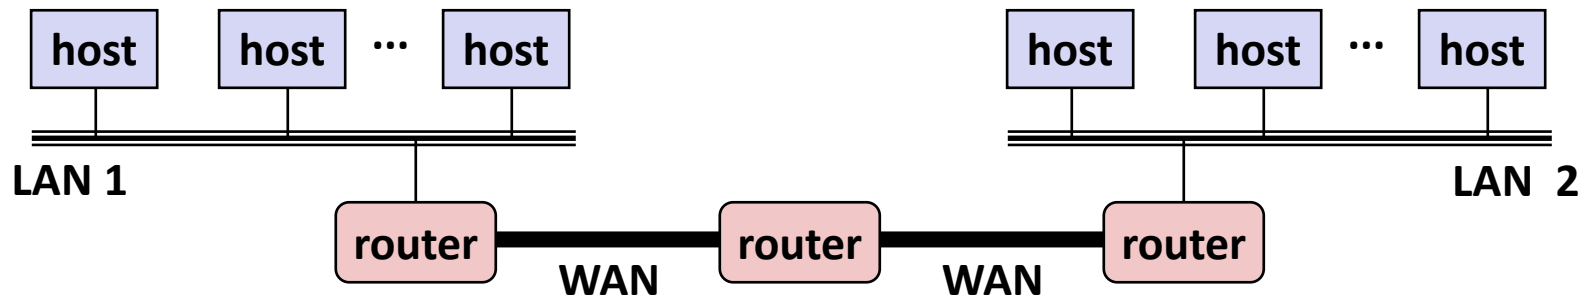 host host ... host host host ... host
LAN 1 LAN 2
router router router
WAN WAN